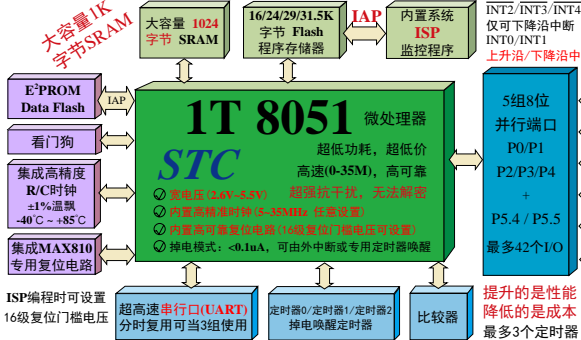 大容量1K
字节SRAM
大容量 1024
字节 SRAM
16/24/29/31.5K
字节 Flash
程序存储器
IAP
内置系统
ISP
监控程序
INT2/INT3/INT4
仅可下降沿中断
INT0/INT1
上升沿/下降沿中
E²PROM
Data Flash
IAP
看门狗
集成高精度
R/C时钟
±1%温飘
-40℃ ~ +85℃
集成MAX810
专用复位电路
ISP编程时可设置
16级复位门槛电压
1T 8051 微处理器
STC
超低功耗，超低价
高速(0-35M)，高可靠
超强抗干扰，无法解密
宽电压(2.6V~5.5V)
内置高精准时钟(5~35MHz 任意设置)
内置高可靠复位电路(16级复位门槛电压可设置)
掉电模式：<0.1uA，可由外中断或专用定时器唤醒
5组8位
并行端口
P0/P1
P2/P3/P4
+
P5.4 / P5.5
最多42个I/O
超高速串行口(UART)
分时复用可当3组使用
定时器0/定时器1/定时器2
掉电唤醒定时器
比较器
提升的是性能
降低的是成本
最多3个定时器